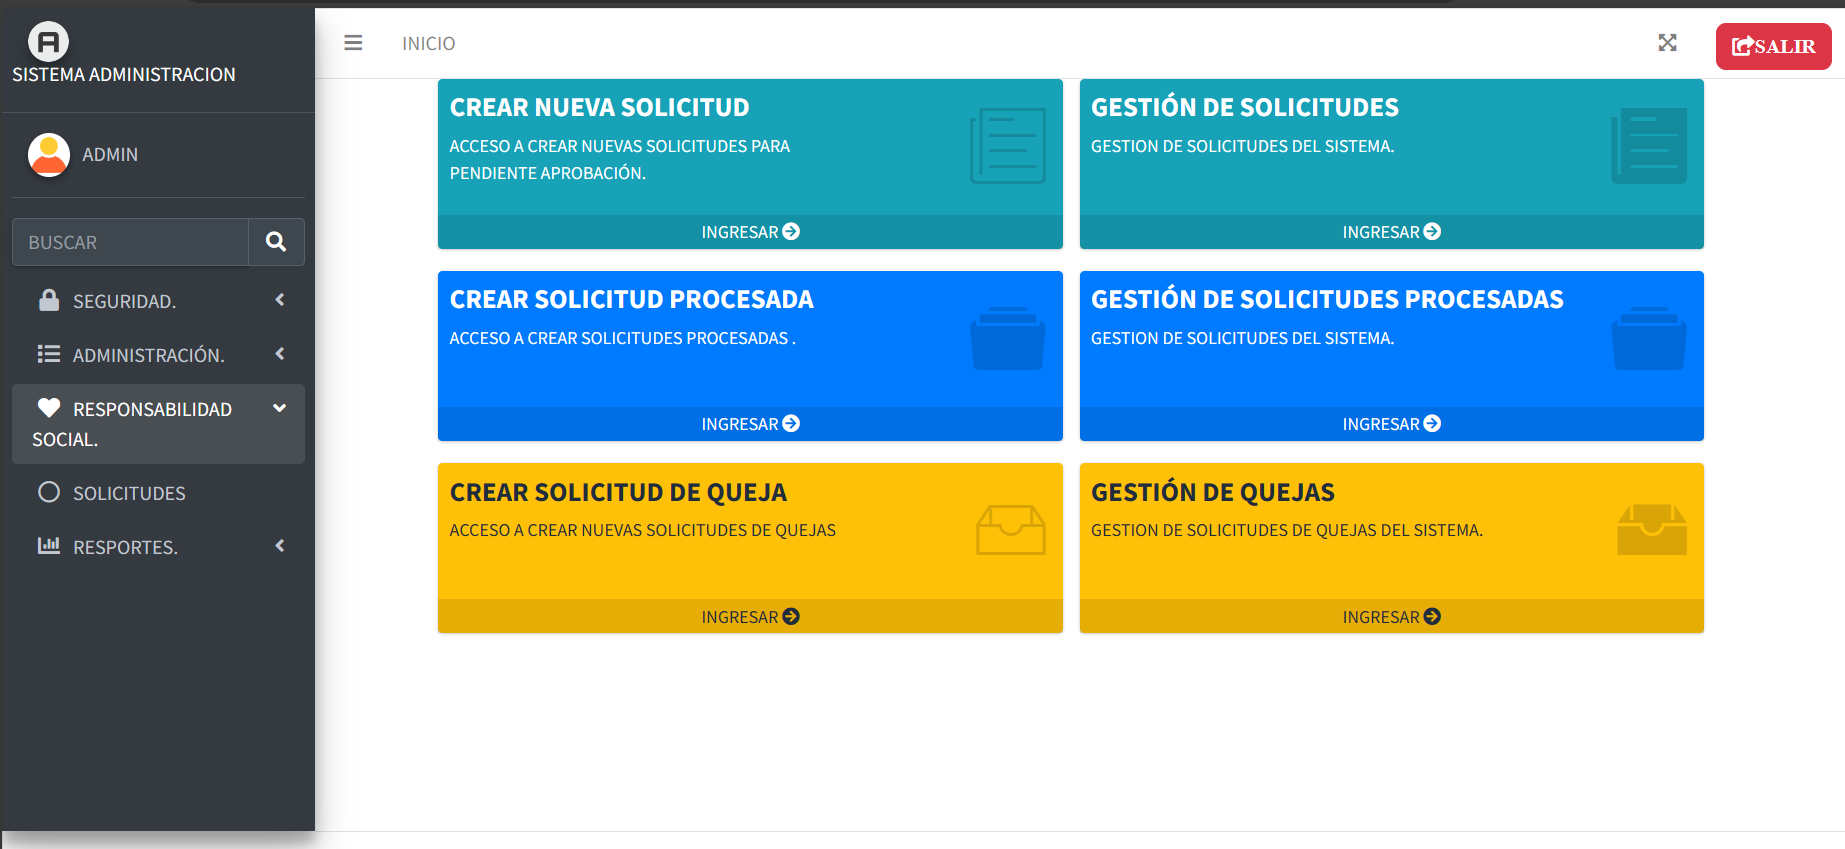 SISTEMA ADMINISTRACION
ADMIN
BUSCAR
SEGURIDAD.
ADMINISTRACIÓN.
RESPONSABILIDAD
SOCIAL.
SOLICITUDES
RESPORTES.
INICIO
SALIR
CREAR NUEVA SOLICITUD
ACCESO A CREAR NUEVAS SOLICITUDES PARA
PENDIENTE APROBACIÓN.
INGRESAR
GESTIÓN DE SOLICITUDES
GESTION DE SOLICITUDES DEL SISTEMA.
INGRESAR
CREAR SOLICITUD PROCESADA
ACCESO A CREAR SOLICITUDES PROCESADAS .
INGRESAR
GESTIÓN DE SOLICITUDES PROCESADAS
GESTION DE SOLICITUDES DEL SISTEMA.
INGRESAR
CREAR SOLICITUD DE QUEJA
ACCESO A CREAR NUEVAS SOLICITUDES DE QUEJAS
INGRESAR
GESTIÓN DE QUEJAS
GESTION DE SOLICITUDES DE QUEJAS DEL SISTEMA.
INGRESAR